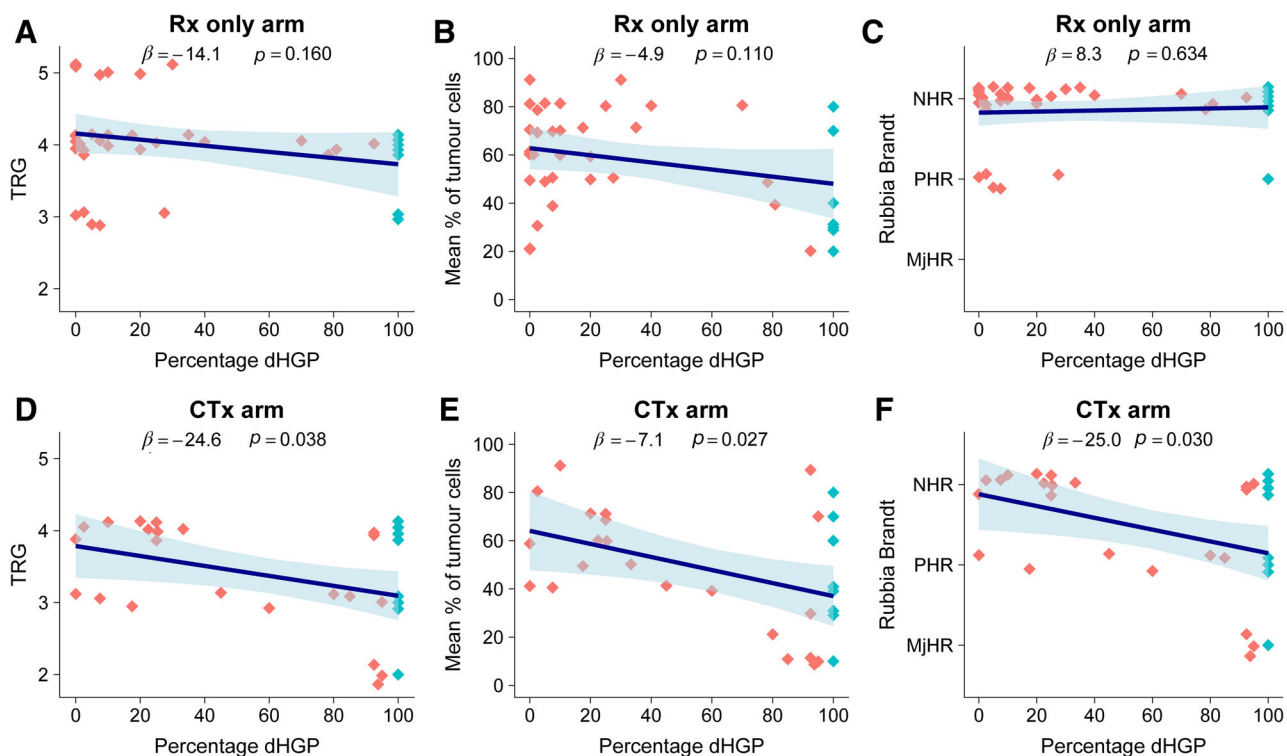 A
Rx only arm
β = −14.1 p = 0.160
TRG
5
4
3
2
0 20 40 60 80 100
Percentage dHGP
B
Rx only arm
β = −4.9 p = 0.110
Mean % of tumour cells
100
80
60
40
20
0
0 20 40 60 80 100
Percentage dHGP
C
Rx only arm
β = 8.3 p = 0.634
Rubbia Brandt
NHR
PHR
MjHR
0 20 40 60 80 100
Percentage dHGP
D
CTx arm
β = −24.6 p = 0.038
TRG
5
4
3
2
0 20 40 60 80 100
Percentage dHGP
E
CTx arm
β = −7.1 p = 0.027
Mean % of tumour cells
100
80
60
40
20
0
0 20 40 60 80 100
Percentage dHGP
F
CTx arm
β = −25.0 p = 0.030
Rubbia Brandt
NHR
PHR
MjHR
0 20 40 60 80 100
Percentage dHGP